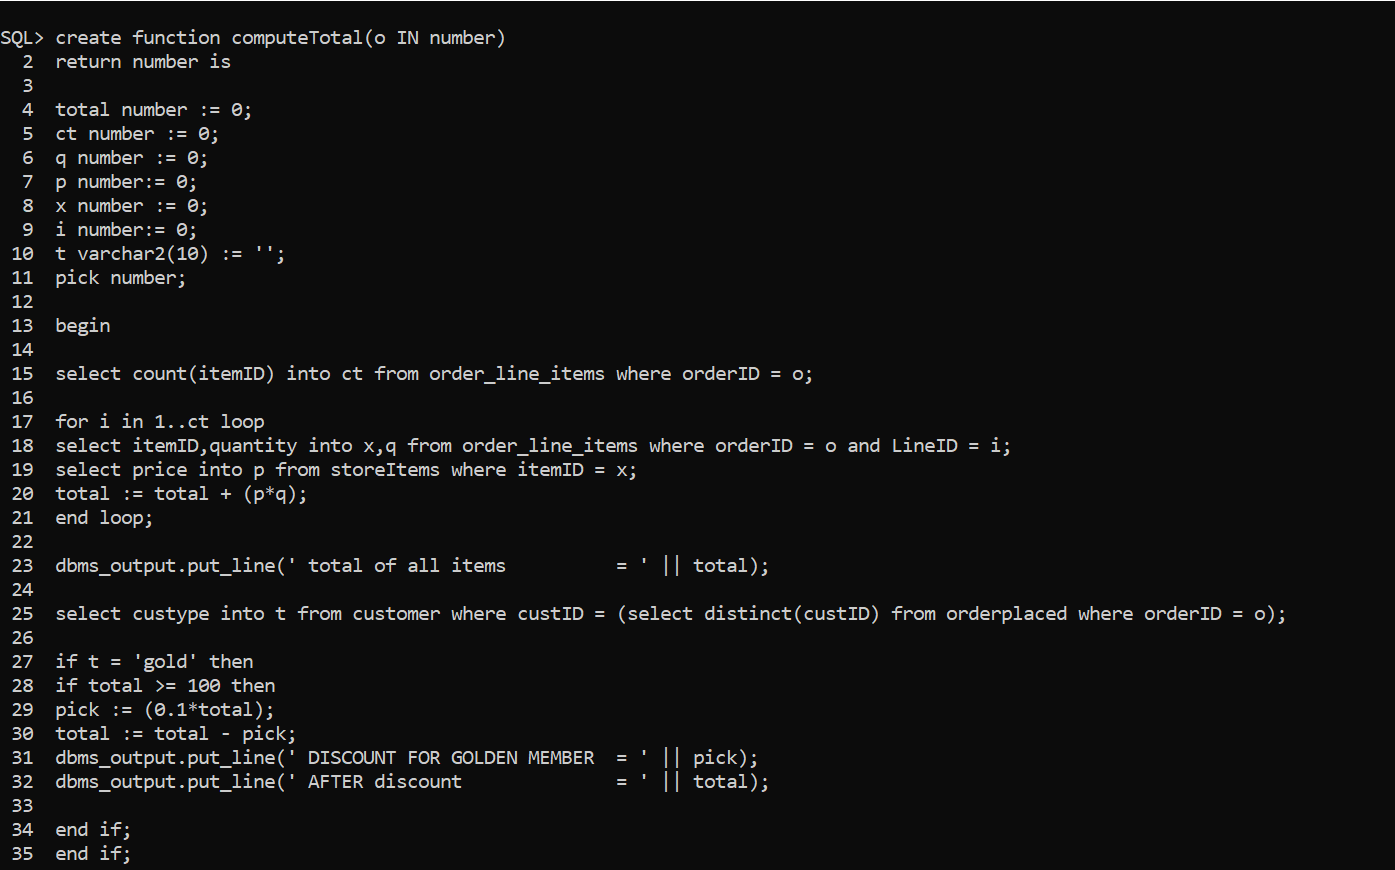 SQL> create function computeTotal(o IN number)
  2  return number is
  3
  4  total number := 0;
  5  ct number := 0;
  6  q number := 0;
  7  p number:= 0;
  8  x number := 0;
  9  i number:= 0;
 10  t varchar2(10) := '';
 11  pick number;
 12
 13  begin
 14
 15  select count(itemID) into ct from order_line_items where orderID = o;
 16
 17  for i in 1..ct loop
 18  select itemID,quantity into x,q from order_line_items where orderID = o and LineID = i;
 19  select price into p from storeItems where itemID = x;
 20  total := total + (p*q);
 21  end loop;
 22
 23  dbms_output.put_line(' total of all items          = ' || total);
 24
 25  select custype into t from customer where custID = (select distinct(custID) from orderplaced where orderID = o);
 26
 27  if t = 'gold' then
 28  if total >= 100 then
 29  pick := (0.1*total);
 30  total := total - pick;
 31  dbms_output.put_line(' DISCOUNT FOR GOLDEN MEMBER  = ' || pick);
 32  dbms_output.put_line(' AFTER discount              = ' || total);
 33
 34  end if;
 35  end if;